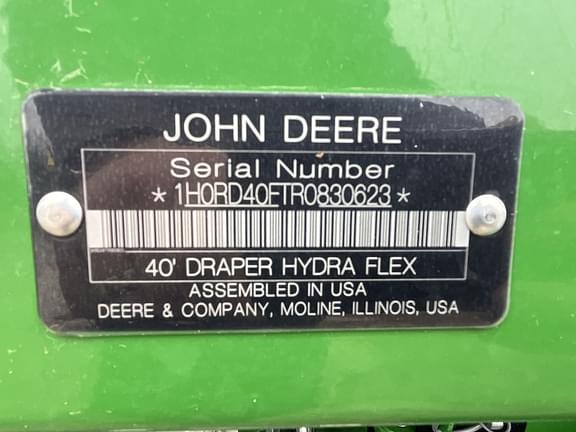 JOHN DEERE
Serial Number
*1H0RD40FTR0830623*
40' DRAPER HYDRA FLEX
ASSEMBLED IN USA
DEERE & COMPANY, MOLINE, ILLINOIS, USA